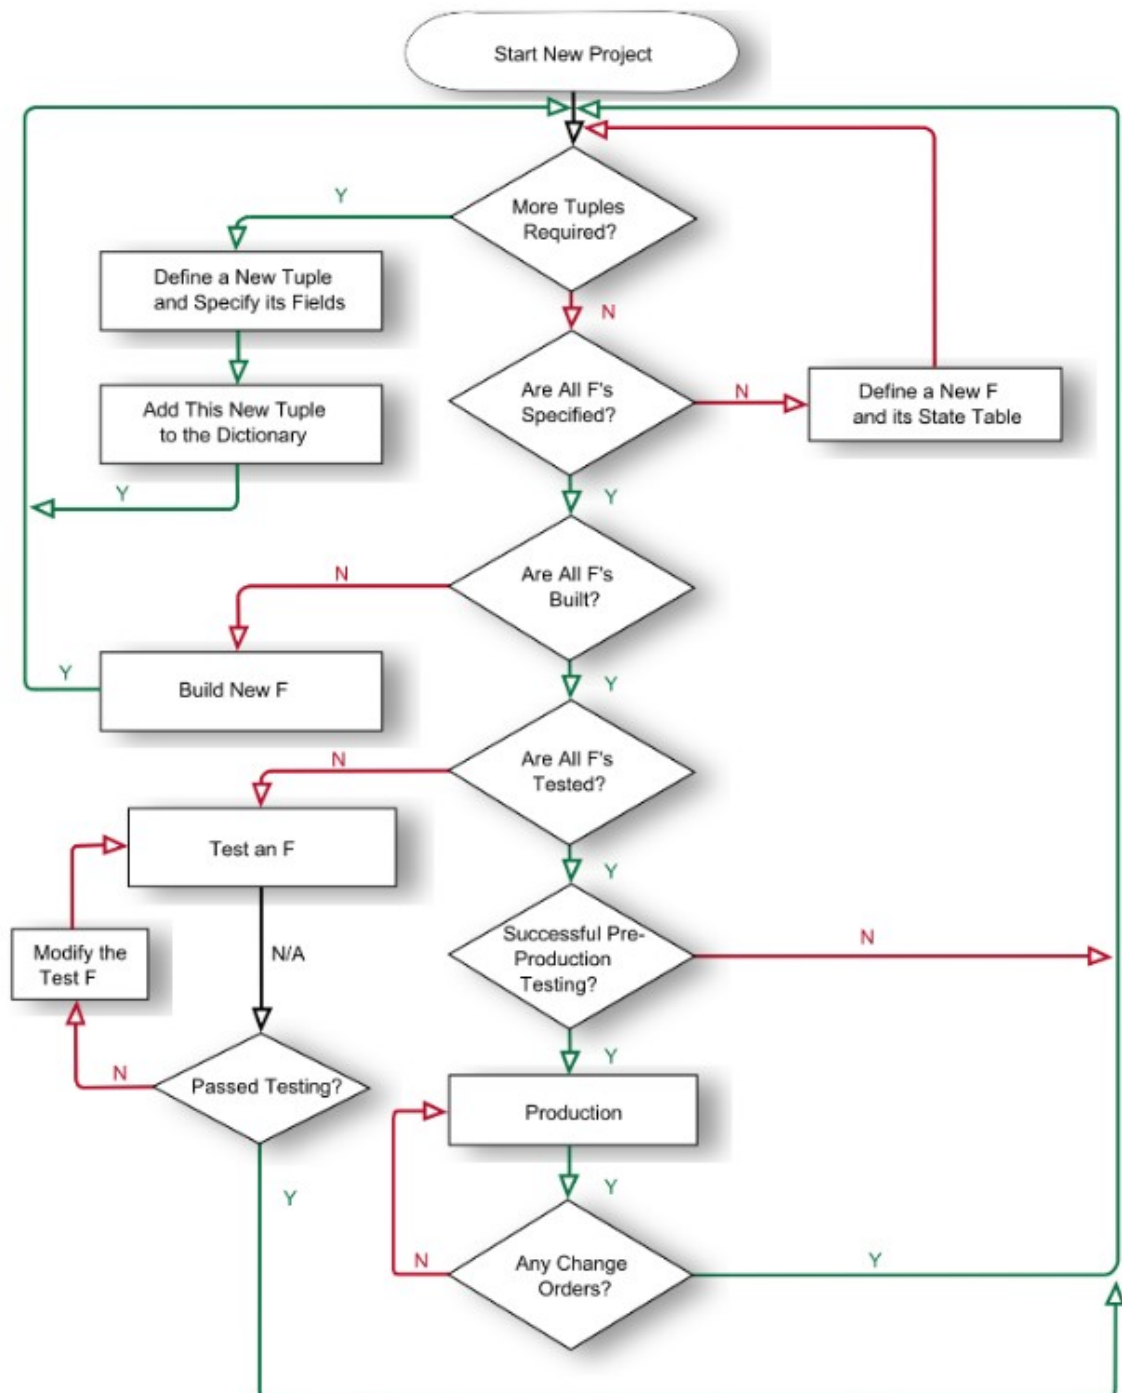 Start New Project
Y
More Tuples
Required?
Define a New Tuple
and Specify its Fields
N
Are All F's
Specified?
N
Define a New F
and its State Table
Add This New Tuple
to the Dictionary
Y
Y
Are All F's
Built?
N
Y
Build New F
Y
Are All F's
Tested?
N
Test an F
Y
Successful Pre-
Production
Testing?
N
Modify the
Test F
N/A
Y
N
Passed Testing?
Production
Y
Y
Any Change
Orders?
N
Y